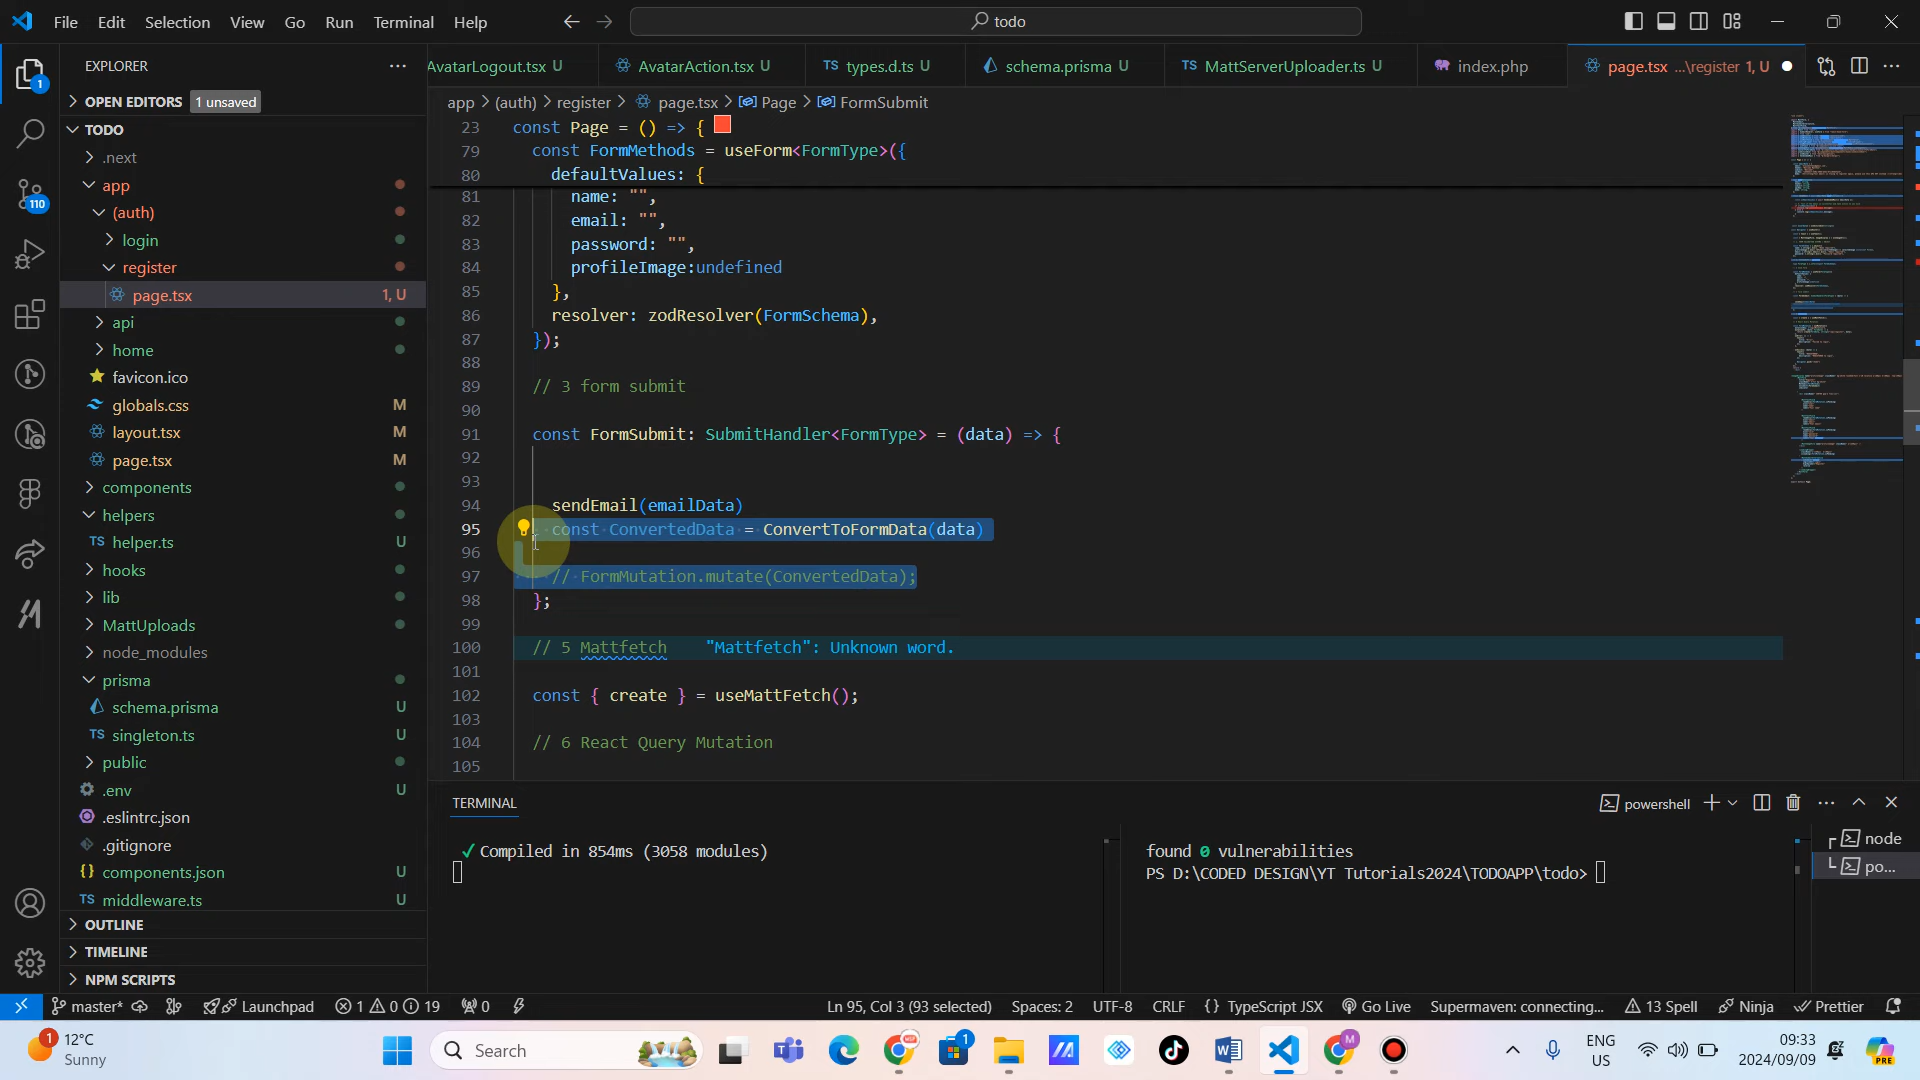 File Edit Selection View Go Run Terminal Help
todo
EXPLORER
OPEN EDITORS 1 unsaved
TODO
.next
app
(auth)
login
register
page.tsx 1, U
api
home
favicon.ico
globals.css M
layout.tsx M
page.tsx M
components
helpers
TS helper.ts U
hooks
lib
MattUploads
node_modules
prisma
schema.prisma U
TS singleton.ts U
public
.env U
.eslintrc.json
.gitignore
components.json U
TS middleware.ts U
OUTLINE
TIMELINE
NPM SCRIPTS
1
110
AvatarLogout.tsx U
AvatarAction.tsx U
TS types.d.ts U
schema.prisma U
TS MattServerUploader.ts U
index.php
page.tsx ...\register 1, U
app > (auth) > register > page.tsx > Page > FormSubmit
23 const Page = () => {
79 const FormMethods = useForm<FormType>({
80 defaultValues: {
81 name: "",
82 email: "",
83 password: "",
84 profileImage:undefined
85 },
86 resolver: zodResolver(FormSchema),
87 });
88
89 // 3 form submit
90
91 const FormSubmit: SubmitHandler<FormType> = (data) => {
92
93
94 sendEmail(emailData)
95 const ConvertedData = ConvertToFormData(data)
96
97 // FormMutation.mutate(ConvertedData);
98 };
99
100 // 5 Mattfetch "Mattfetch": Unknown word.
101
102 const { create } = useMattFetch();
103
104 // 6 React Query Mutation
105
TERMINAL
powershell
✓ Compiled in 854ms (3058 modules)
found 0 vulnerabilities
PS D:\CODED DESIGN\YT Tutorials2024\TODOAPP\todo>
node
po...
master* Launchpad 1 0 19 0
Ln 95, Col 3 (93 selected) Spaces: 2 UTF-8 CRLF {} TypeScript JSX Go Live Supermaven: connecting... 13 Spell Ninja Prettier
1
12°C
Sunny
Search
1
PRE
ENG
US
09:33
2024/09/09